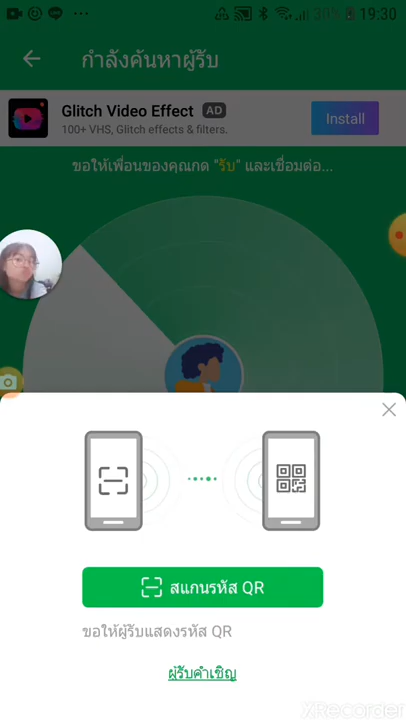 19:30
กำลังค้นหาผู้รับ
Glitch Video Effect AD
100+ VHS, Glitch effects & filters.
Install
ขอให้เพื่อนของคุณกด "รับ" และเชื่อมต่อ...
สแกนรหัส QR
ขอให้ผู้รับแสดงรหัส QR
ผู้รับคำเชิญ
XRecorder